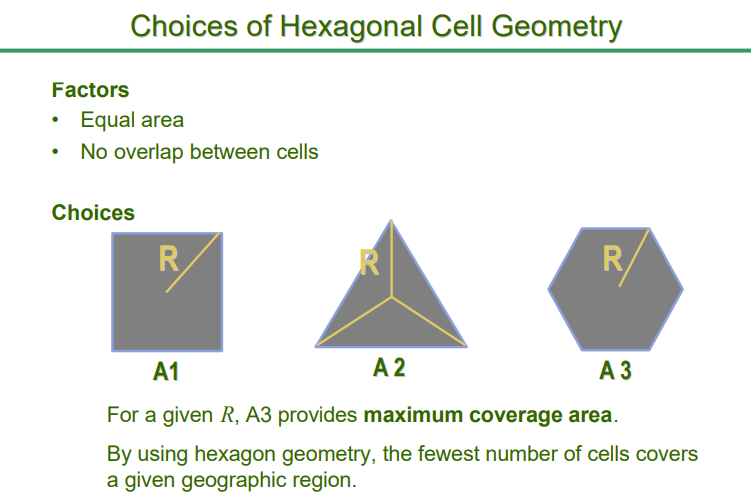 Choices of Hexagonal Cell Geometry
Factors
• Equal area
• No overlap between cells
Choices
R
R
R
A1
A 2
A 3
For a given R, A3 provides maximum coverage area.
By using hexagon geometry, the fewest number of cells covers
a given geographic region.